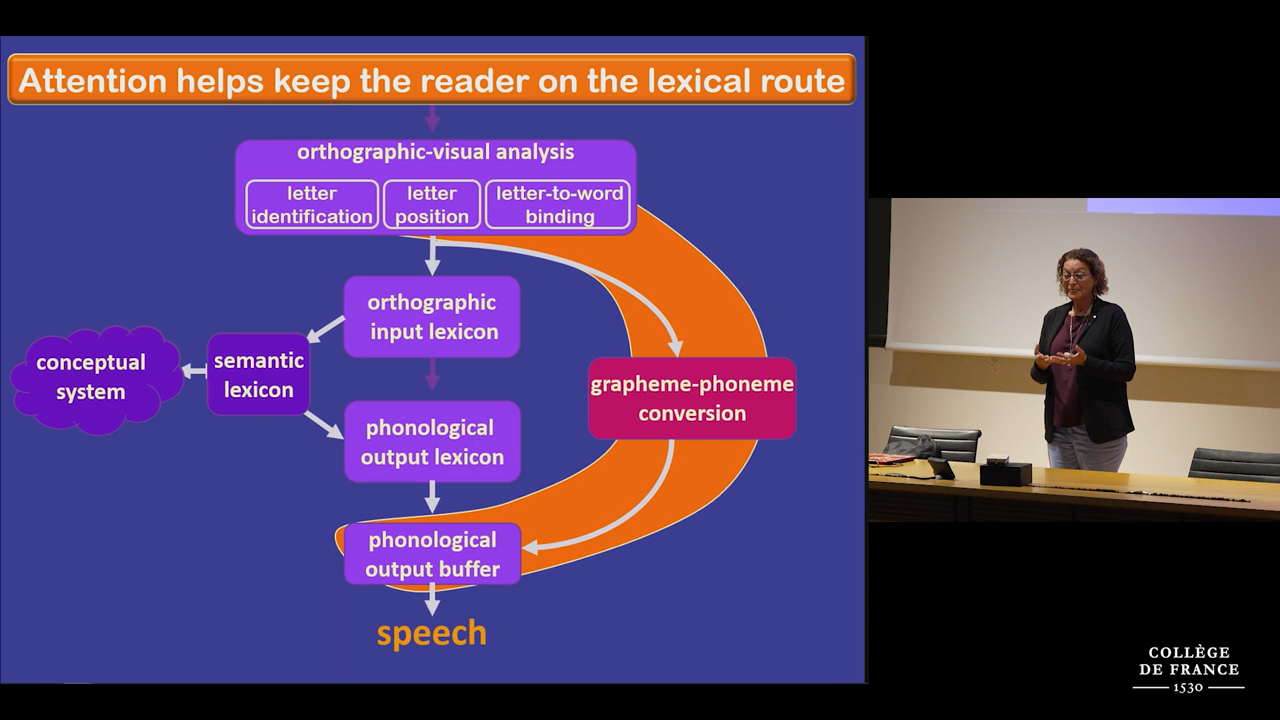 Attention helps keep the reader on the lexical route
orthographic-visual analysis
letter
identification
letter
position
letter-to-word
binding
orthographic
input lexicon
conceptual
system
semantic
lexicon
grapheme-phoneme
conversion
phonological
output lexicon
phonological
output buffer
speech
COLLÈGE
DE FRANCE
1530